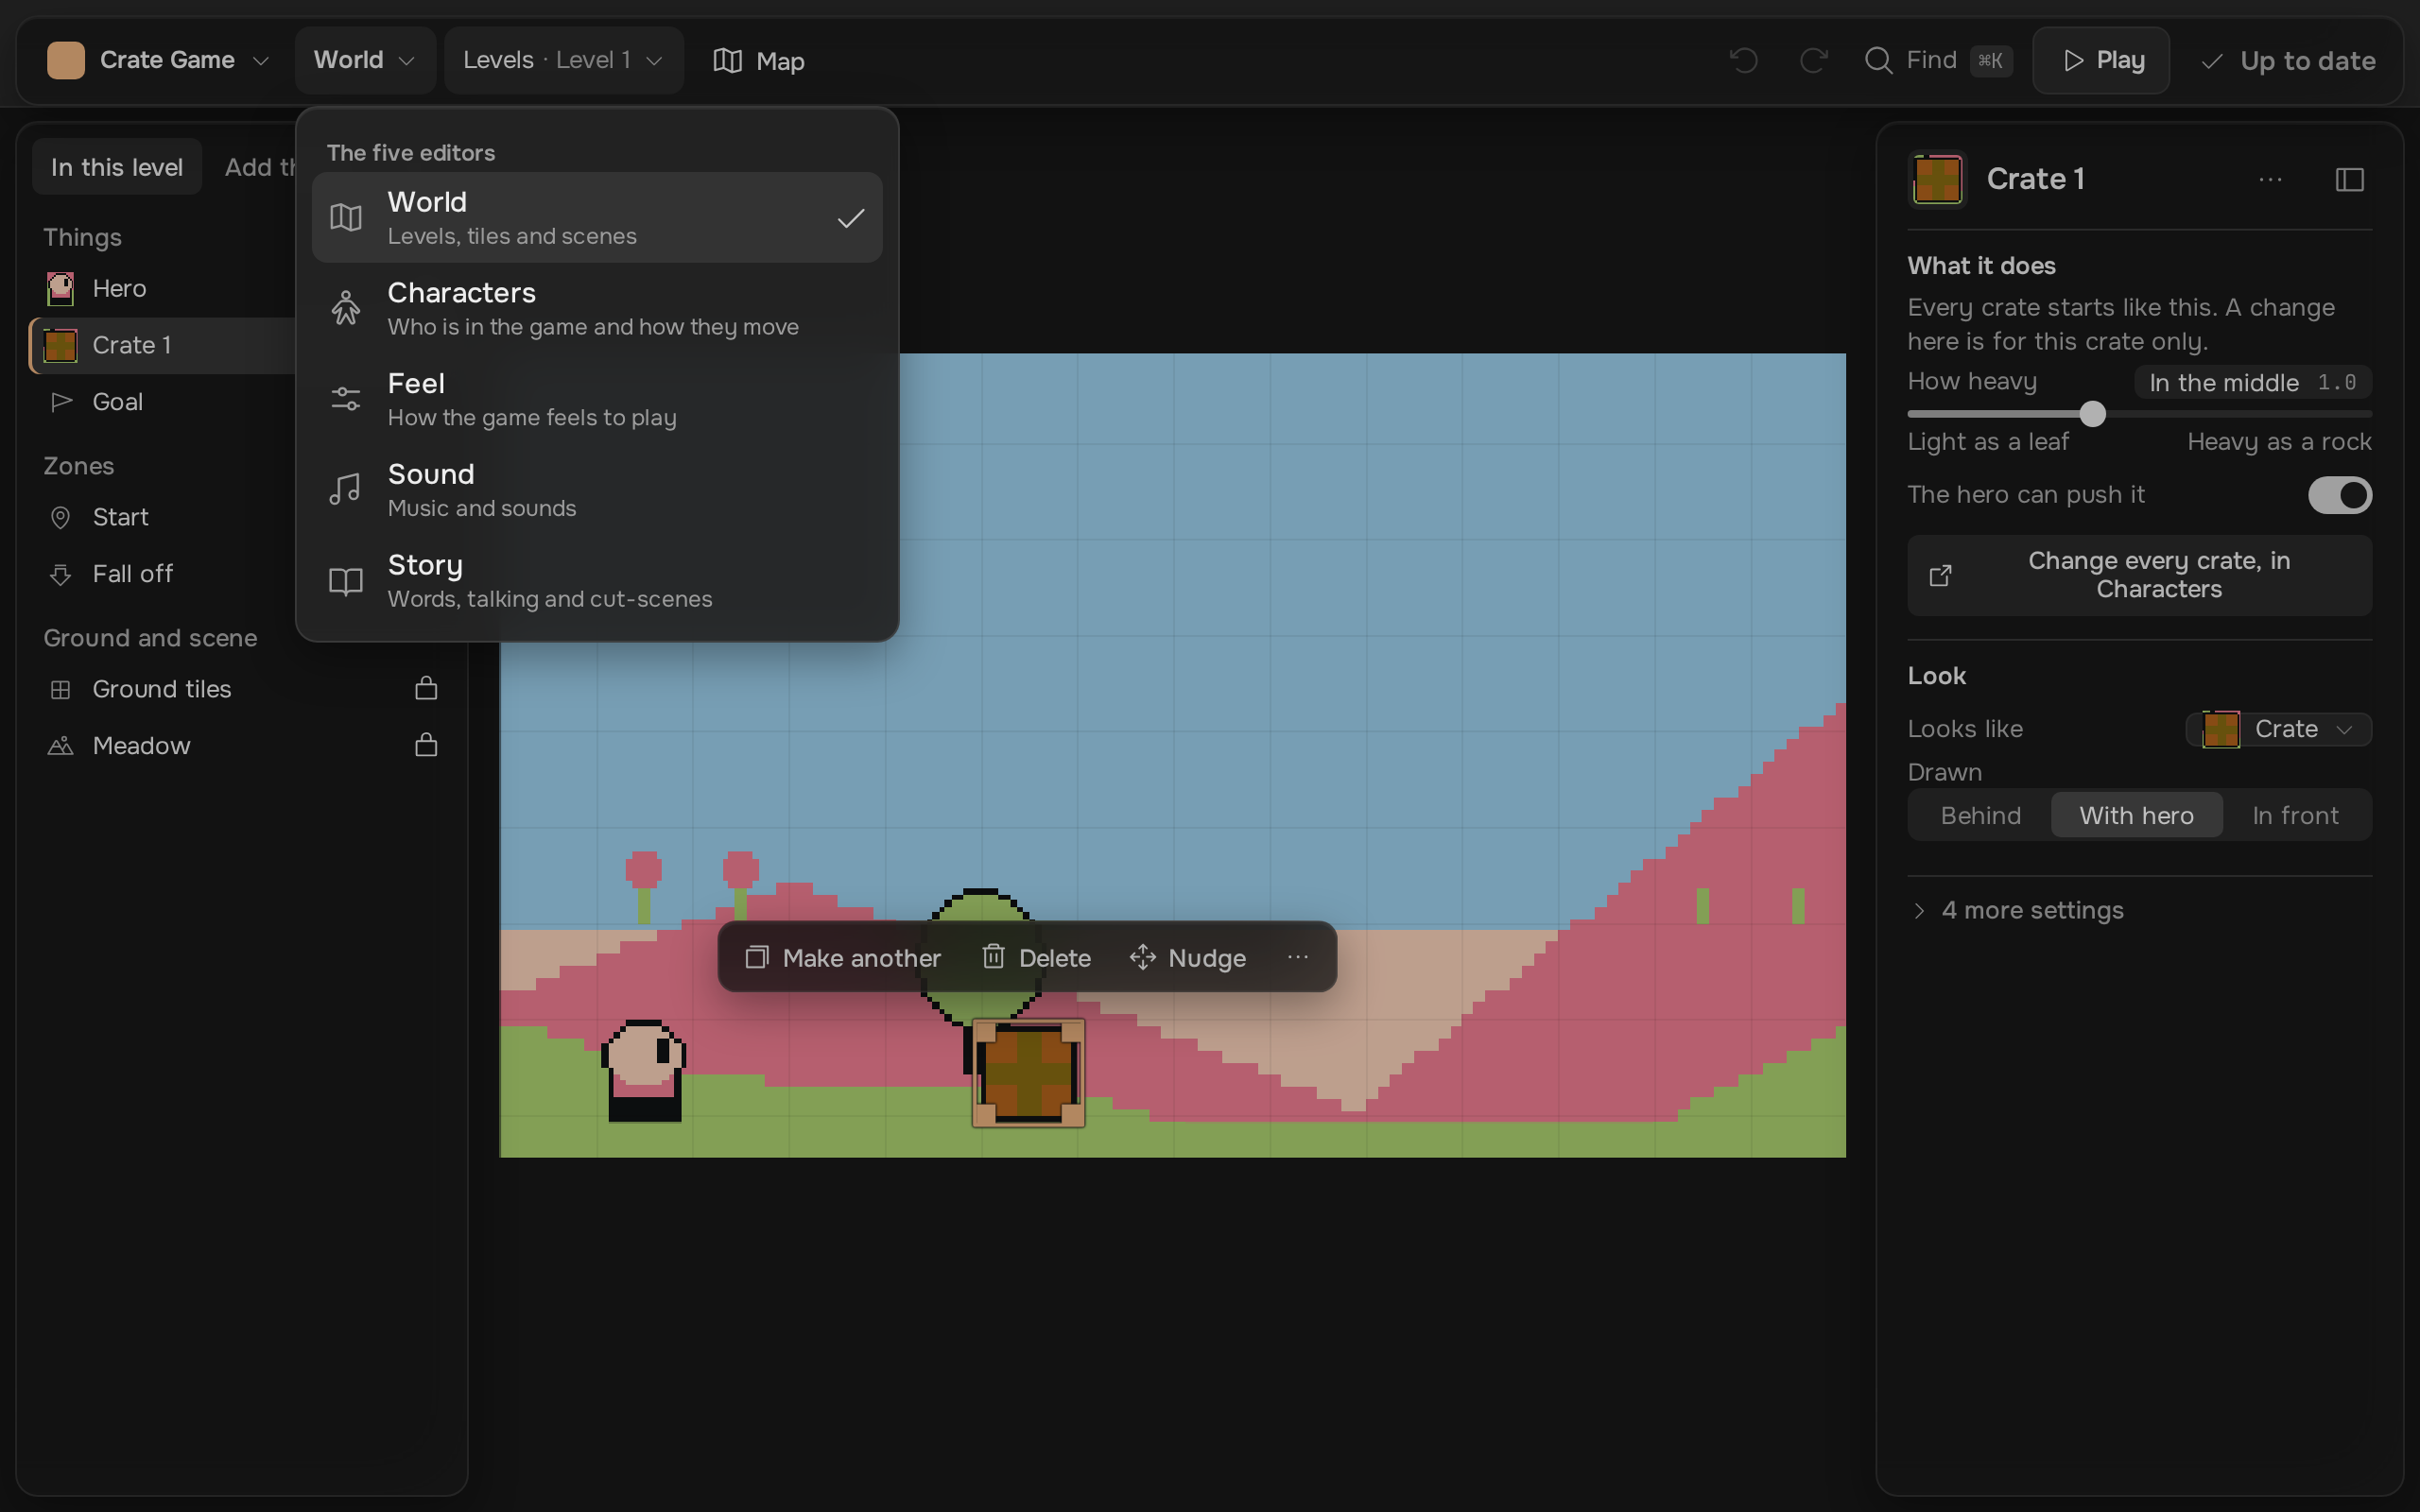 Crate Game
World
Levels · Level 1
Map
Find ⌘K
Play
Up to date
In this level
Add th
Things
Hero
Crate 1
Goal
Zones
Start
Fall off
Ground and scene
Ground tiles
Meadow
The five editors
World
Levels, tiles and scenes
Characters
Who is in the game and how they move
Feel
How the game feels to play
Sound
Music and sounds
Story
Words, talking and cut-scenes
Make another
Delete
Nudge
Crate 1
What it does
Every crate starts like this. A change
here is for this crate only.
How heavy
In the middle 1.0
Light as a leaf
Heavy as a rock
The hero can push it
Change every crate, in
Characters
Look
Looks like
Crate
Drawn
Behind
With hero
In front
4 more settings